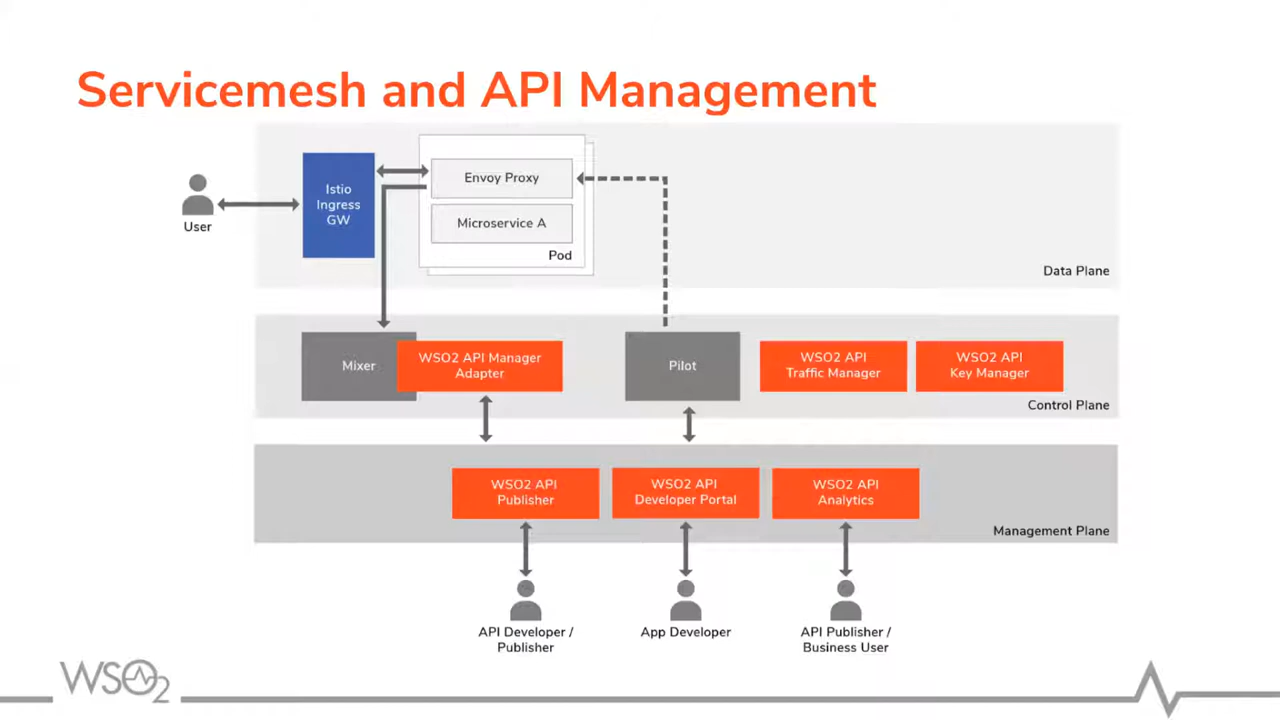 Servicemesh and API Management
Istio
Ingress
GW
User
Envoy Proxy
Microservice A
Pod
Data Plane
Mixer
WSO2 API Manager
Adapter
Pilot
WSO2 API
Traffic Manager
WSO2 API
Key Manager
Control Plane
WSO2 API
Publisher
WSO2 API
Developer Portal
WSO2 API
Analytics
Management Plane
API Developer /
Publisher
App Developer
API Publisher /
Business User
WSO2